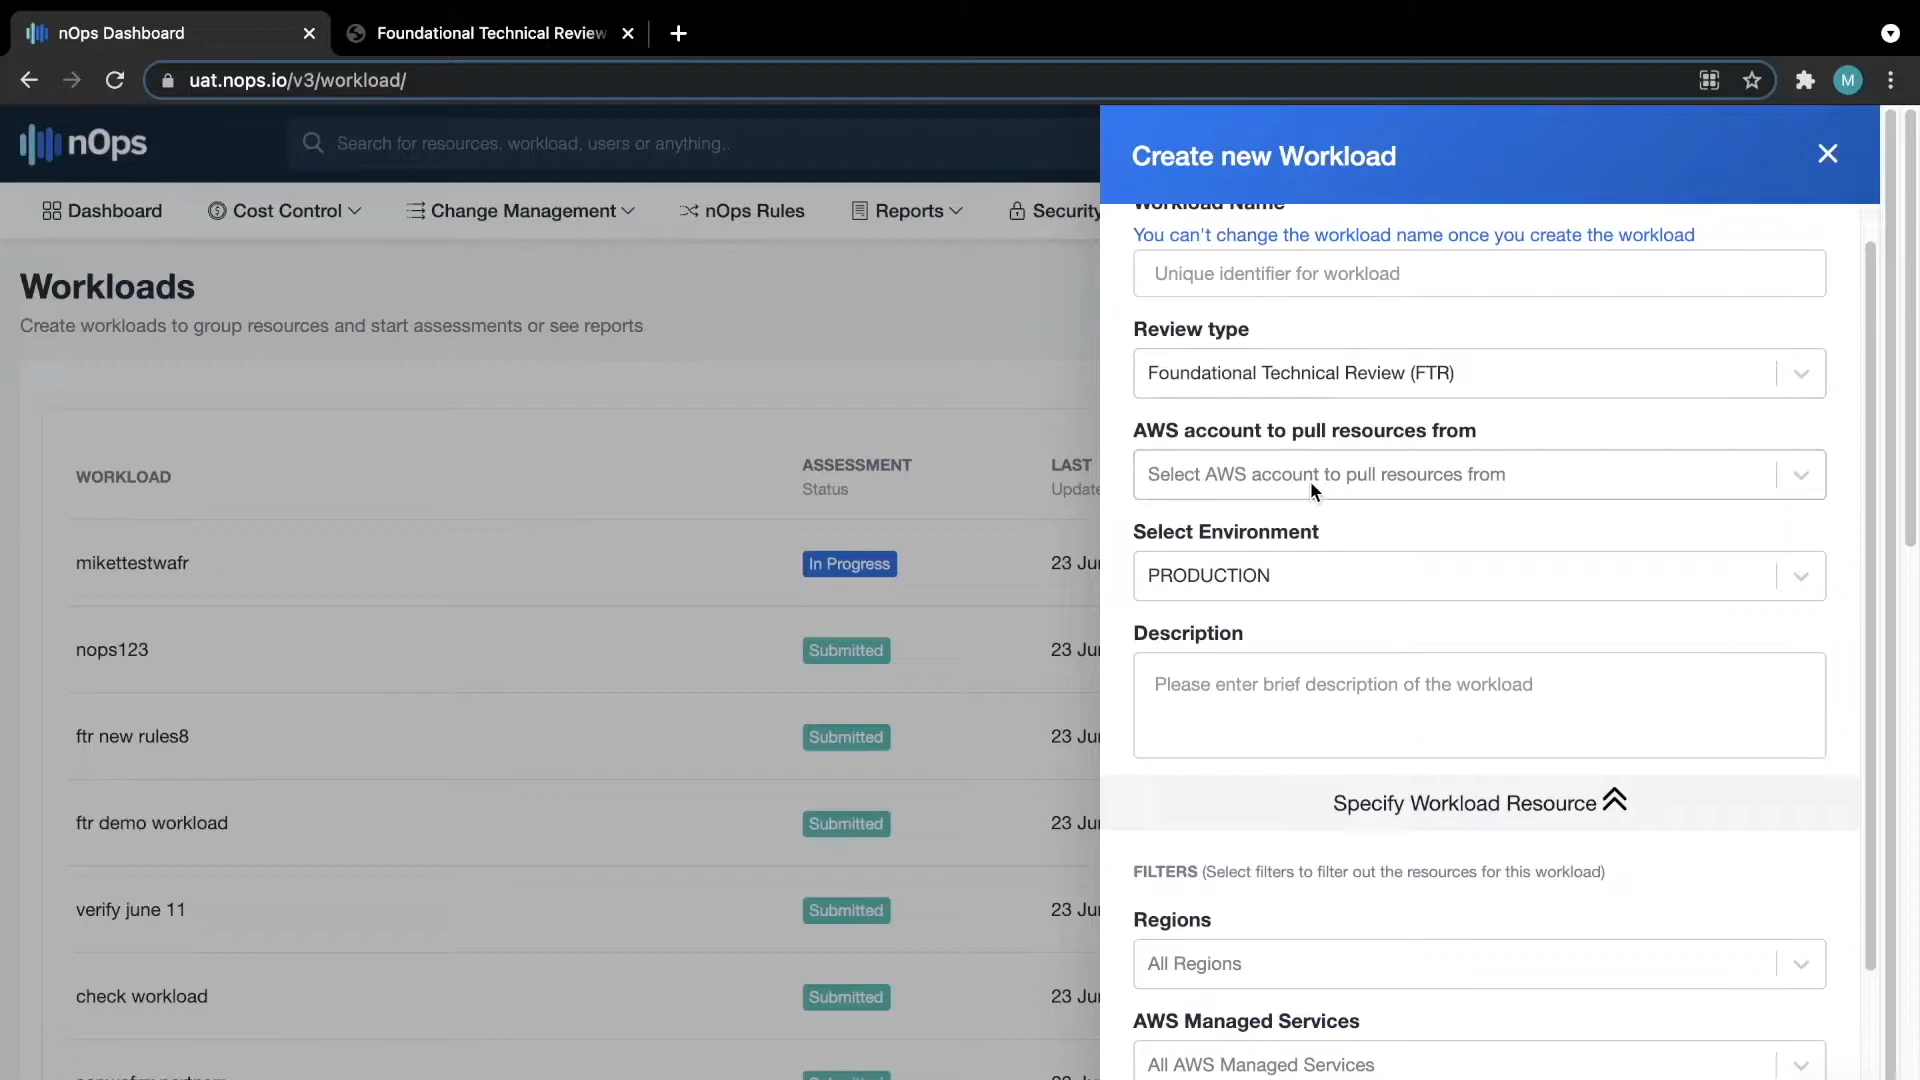 nOps Dashboard
Foundational Technical Review
uat.nops.io/v3/workload/
M
nOps
Search for resources, workload, users or anything..
Dashboard
Cost Control
Change Management
nOps Rules
Reports
Security
Workloads
Create workloads to group resources and start assessments or see reports
WORKLOAD
ASSESSMENT
Status
LAST
Update
mikettestwafr
In Progress
23 Ju
nops123
Submitted
23 Ju
ftr new rules8
Submitted
23 Ju
ftr demo workload
Submitted
23 Ju
verify june 11
Submitted
23 Ju
check workload
Submitted
23 Ju
Create new Workload
Workload Name
You can't change the workload name once you create the workload
Unique identifier for workload
Review type
Foundational Technical Review (FTR)
AWS account to pull resources from
Select AWS account to pull resources from
Select Environment
PRODUCTION
Description
Please enter brief description of the workload
Specify Workload Resource
FILTERS (Select filters to filter out the resources for this workload)
Regions
All Regions
AWS Managed Services
All AWS Managed Services